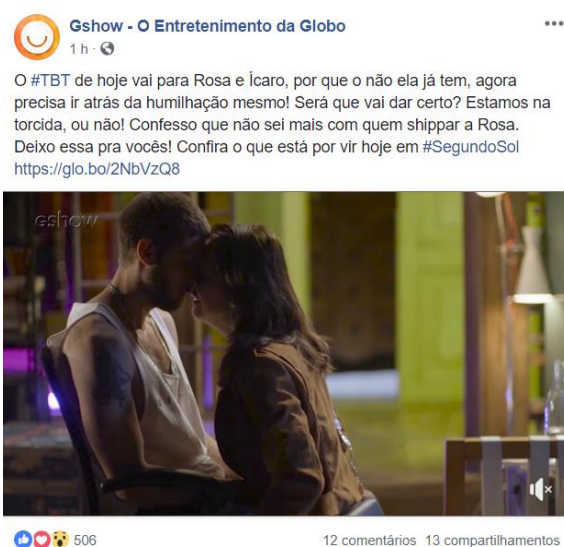 Gshow - O Entretenimento da Globo
1 h ·
O #TBT de hoje vai para Rosa e Ícaro, por que o não ela já tem, agora
precisa ir atrás da humilhação mesmo! Será que vai dar certo? Estamos na
torcida, ou não! Confesso que não sei mais com quem shippar a Rosa.
Deixo essa pra vocês! Confira o que está por vir hoje em #SegundoSol
https://glo.bo/2NbVzQ8
gshow
506
12 comentários 13 compartilhamentos